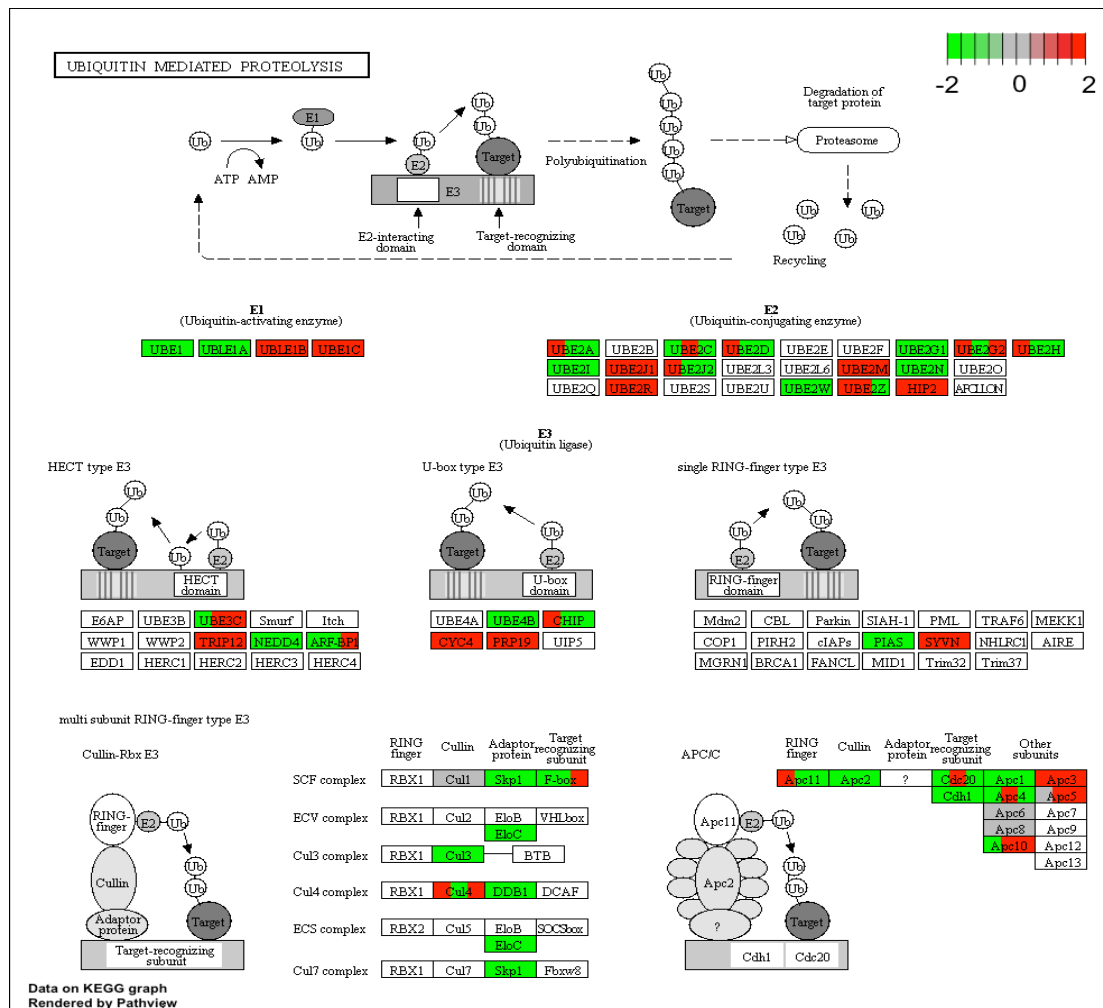 -2 0 2
UBIQUITIN MEDIATED PROTEOLYSIS
Ub
E1
Ub
ATP AMP
Ub
E2
Ub
Ub
Target
E3
E2-interacting
domain
Target-recognizing
domain
Polyubiquitination
Ub
Ub
Ub
Ub
Ub
Target
Degradation of
target protein
Proteasome
Ub
Ub
Ub
Ub
Recycling
E1
(Ubiquitin-activating enzyme)
UBE1 UBLE1A UBLE1B UBE1C
E2
(Ubiquitin-conjugating enzyme)
UBE2A UBE2B UBE2C UBE2D UBE2E UBE2F UBE2G1 UBE2G2 UBE2H
UBE2I UBE2J1 UBE2J2 UBE2L3 UBE2L6 UBE2M UBE2N UBE2O
UBE2Q UBE2R UBE2S UBE2U UBE2W UBE2Z HIP2 AFCLLON
E3
(Ubiquitin ligase)
HECT type E3
Ub
Ub
Ub
Target
Ub
Ub
E2
HECT
domain
E6AP UBE3B UBE3C Smurf Itch
WWP1 WWP2 TRIP12 NEDD4 ARF-BP1
EDD1 HERC1 HERC2 HERC3 HERC4
U-box type E3
Ub
Ub
Ub
Target
Ub
E2
U-box
domain
UBE4A UBE4B CHIP
CYC4 PRP19 UIP5
single RING-finger type E3
Ub
Ub
Ub
E2
Target
RING-finger
domain
Mdm2 CBL Parkin SIAH-1 PML TRAF6 MEKK1
COP1 PIRH2 cIAPs PIAS SYVN NHLRC1 AIRE
MGRN1 BRCA1 FANCL MID1 Trim32 Trim37
multi subunit RING-finger type E3
Cullin-Rbx E3
RING-
finger
E2
Ub
Cullin
Ub
Ub
Adaptor
protein
Target
Target-recognizing
subunit
RING
finger
Cullin
Adaptor
protein
Target
recognizing
subunit
SCF complex RBX1 Cul1 Skp1 F-box
ECV complex RBX1 Cul2 EloB VHLbox
EloC
Cul3 complex RBX1 Cul3 BTB
Cul4 complex RBX1 Cul4 DDB1 DCAF
ECS complex RBX2 Cul5 EloB SOCSbox
EloC
Cul7 complex RBX1 Cul7 Skp1 Fbxw8
APC/C
RING
finger
Cullin
Adaptor
protein
Target
recognizing
subunit
Other
subunits
Apc11 Apc2 ? Cdc20 Apc1 Apc3
Cdh1 Apc4 Apc5
Apc6 Apc7
Apc8 Apc9
Apc10 Apc12
Apc13
Apc11
E2
Ub
Apc2
Ub
Ub
?
Target
Cdh1 Cdc20
Data on KEGG graph
Rendered by Pathview